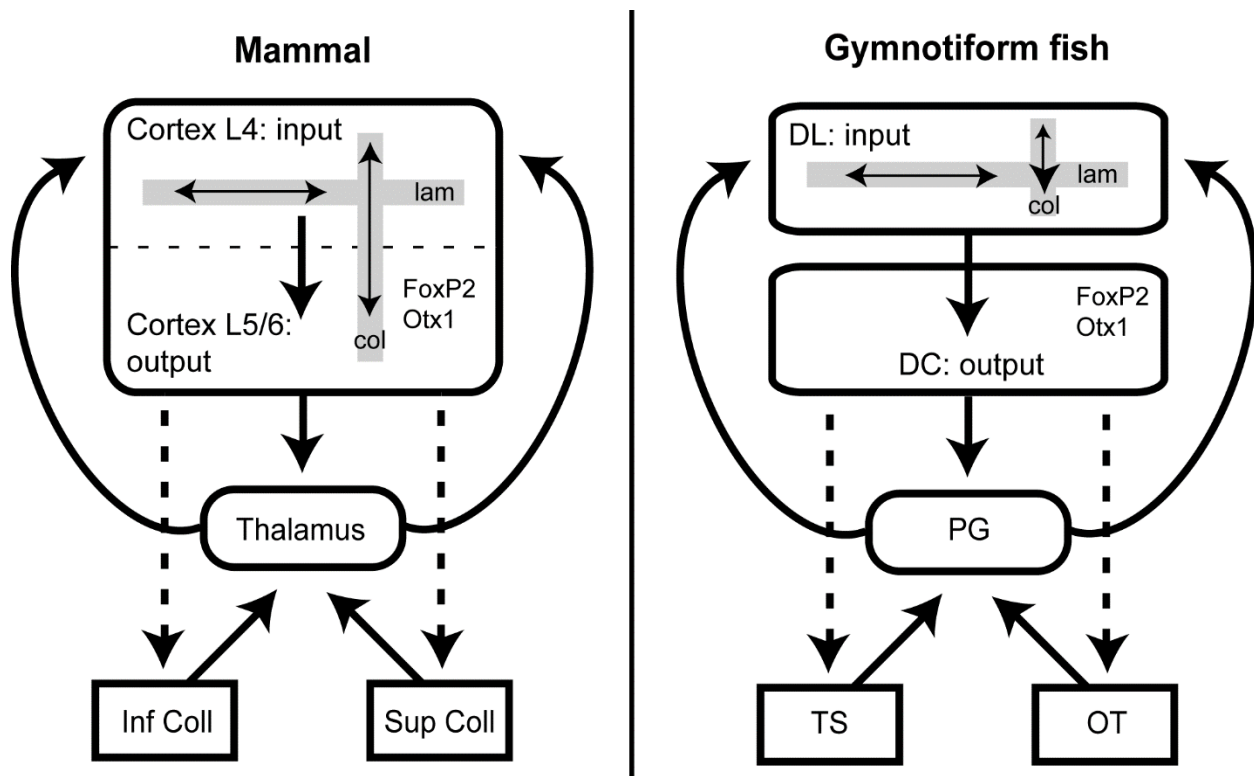 Mammal
Cortex L4: input
lam
FoxP2
Otx1
Cortex L5/6:
output
col
Thalamus
Inf Coll
Sup Coll
Gymnotiform fish
DL: input
lam
col
FoxP2
Otx1
DC: output
PG
TS
OT